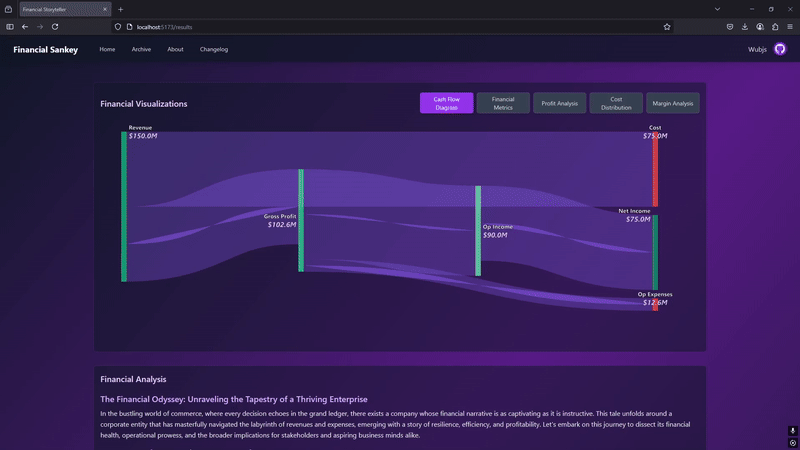 Financial Storyteller
localhost:5173/results
Financial Sankey
Home
Archive
About
Changelog
Wubjs
Financial Visualizations
Cash Flow
Diagram
Financial
Metrics
Profit Analysis
Cost
Distribution
Margin Analysis
Revenue
$150.0M
Cost
$75.0M
Gross Profit
$102.6M
Op Income
$90.0M
Net Income
$75.0M
Op Expenses
$12.6M
Financial Analysis
The Financial Odyssey: Unraveling the Tapestry of a Thriving Enterprise
In the bustling world of commerce, where every decision echoes in the grand ledger, there exists a company whose financial narrative is as captivating as it is instructive. This tale unfolds around a
corporate entity that has masterfully navigated the labyrinth of revenues and expenses, emerging with a story of resilience, efficiency, and profitability. Let's embark on this journey to dissect its financial
health, operational prowess, and the broader implications for stakeholders and aspiring business minds alike.